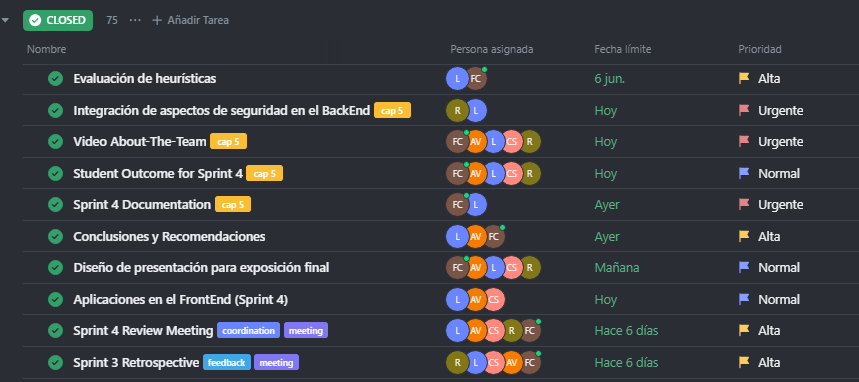 CLOSED 75 ... + Añadir Tarea
Nombre Persona asignada Fecha límite Prioridad
Evaluación de heurísticas L FC 6 jun. Alta
Integración de aspectos de seguridad en el BackEnd cap 5 R L Hoy Urgente
Video About-The-Team cap 5 FC AV L CS R Hoy Urgente
Student Outcome for Sprint 4 cap 5 FC AV L CS R Hoy Normal
Sprint 4 Documentation cap 5 FC L Ayer Urgente
Conclusiones y Recomendaciones L AV FC Ayer Alta
Diseño de presentación para exposición final FC AV L CS R Mañana Normal
Aplicaciones en el FrontEnd (Sprint 4) L AV CS Hoy Normal
Sprint 4 Review Meeting coordination meeting L AV CS R FC Hace 6 días Alta
Sprint 3 Retrospective feedback meeting R L CS AV FC Hace 6 días Alta